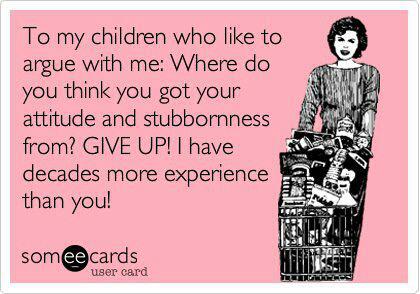 To my children who like to
argue with me: Where do
you think you got your
attitude and stubbornness
from? GIVE UP! I have
decades more experience
than you!
someecards
user card